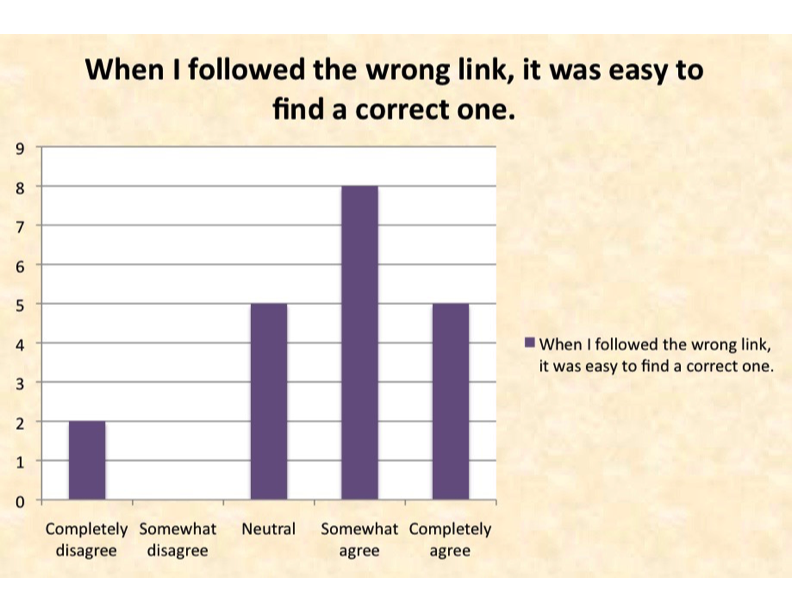 When I followed the wrong link, it was easy to
find a correct one.
9
8
7
6
5
4
3
2
1
0
Completely disagree
Somewhat disagree
Neutral
Somewhat agree
Completely agree
When I followed the wrong link,
it was easy to find a correct one.